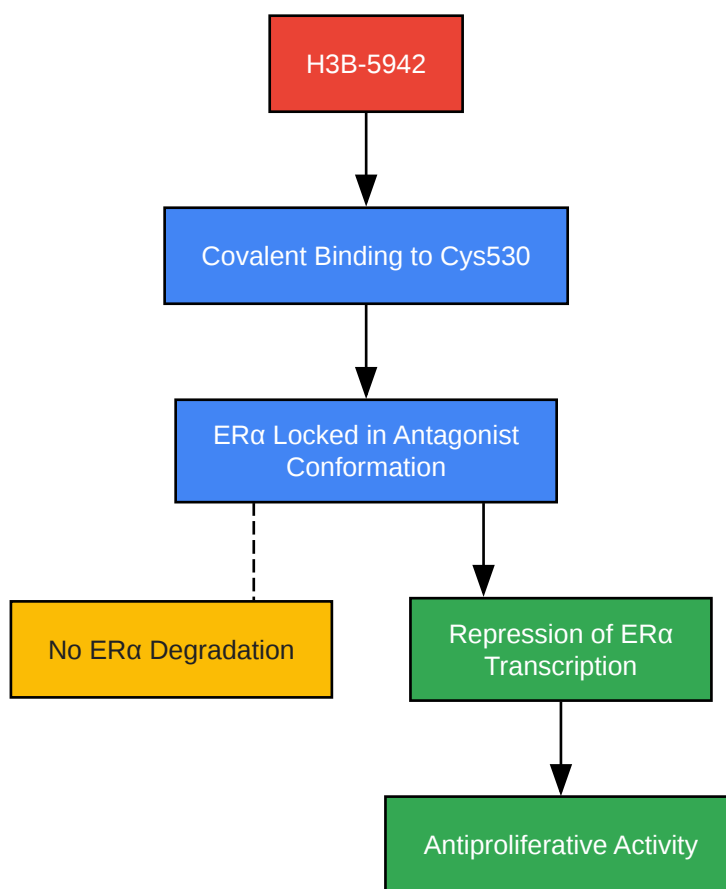 H3B-5942
Covalent Binding to Cys530
ERα Locked in Antagonist
Conformation
No ERα Degradation
Repression of ERα
Transcription
Antiproliferative Activity